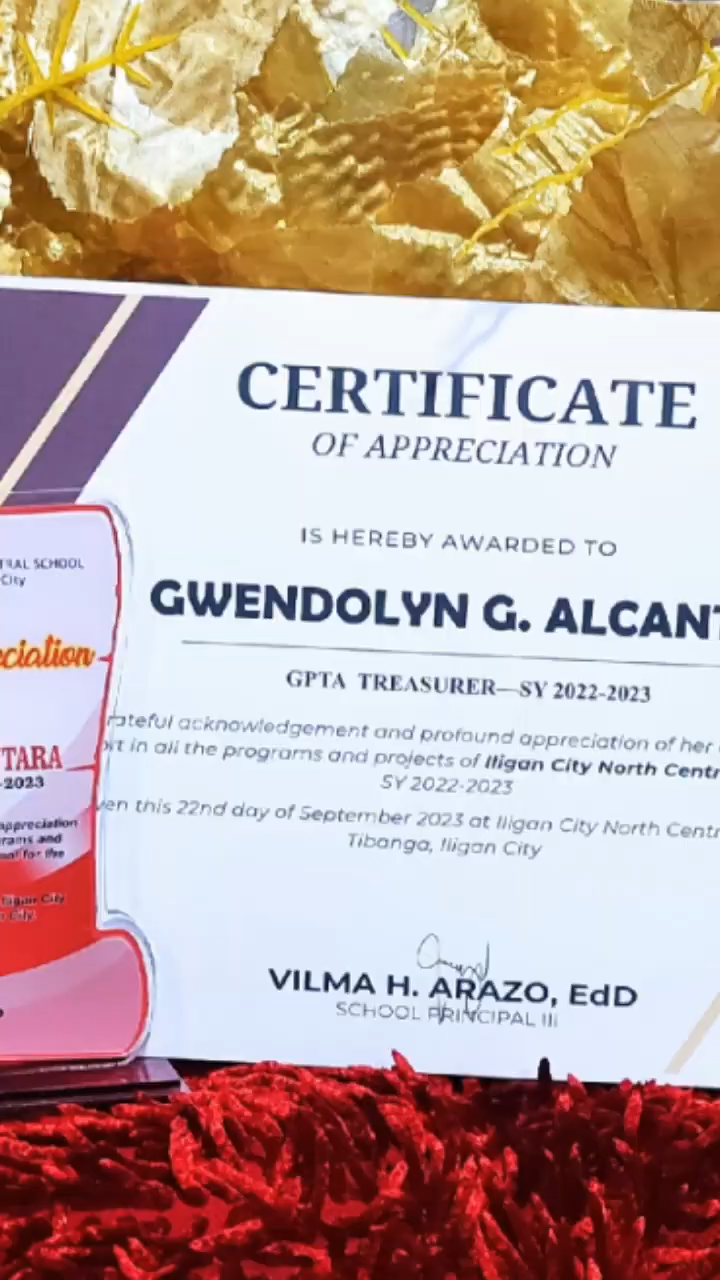 CERTIFICATE
OF APPRECIATION
IS HEREBY AWARDED TO
GWENDOLYN G. ALCANT
GPTA TREASURER—SY 2022-2023
rateful acknowledgement and profound appreciation of her
in all the programs and projects of Iligan City North Centr
SY 2022-2023
en this 22nd day of September 2023 at Iligan City North Centr
Tibanga, Iligan City
VILMA H. ARAZO, EdD
SCHOOL PRINCIPAL III
TRAL SCHOOL
City
eciation
TARA
-2023
appreciation
rams and
for the
Iligan City
City